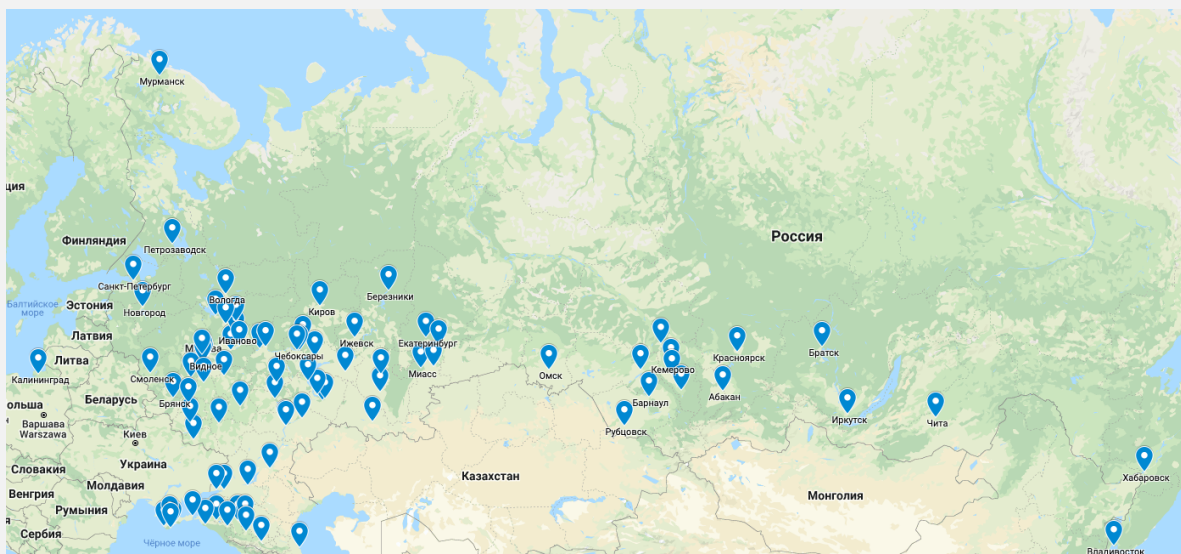 Мурманск
ция
Финляндия
Петрозаводск
Россия
Санкт-Петербург
Березники
Вологда
Балтийское
море
Эстония
Новгород
Киров
Латвия
Иваново
Ижевск
Екатеринбург
Чебоксары
Красноярск
Братск
Литва
Калининград
Смоленск
Видное
Миасс
Омск
Кемерово
Абакан
Барнаул
Беларусь
Брянск
ольша
Варшава
Warszawa
Рубцовск
Иркутск
Чита
Киев
Украина
Словакия
Казахстан
Хабаровск
Молдавия
Венгрия
Монголия
Румыния
я
Сербия
Чёрное море
Владивосток